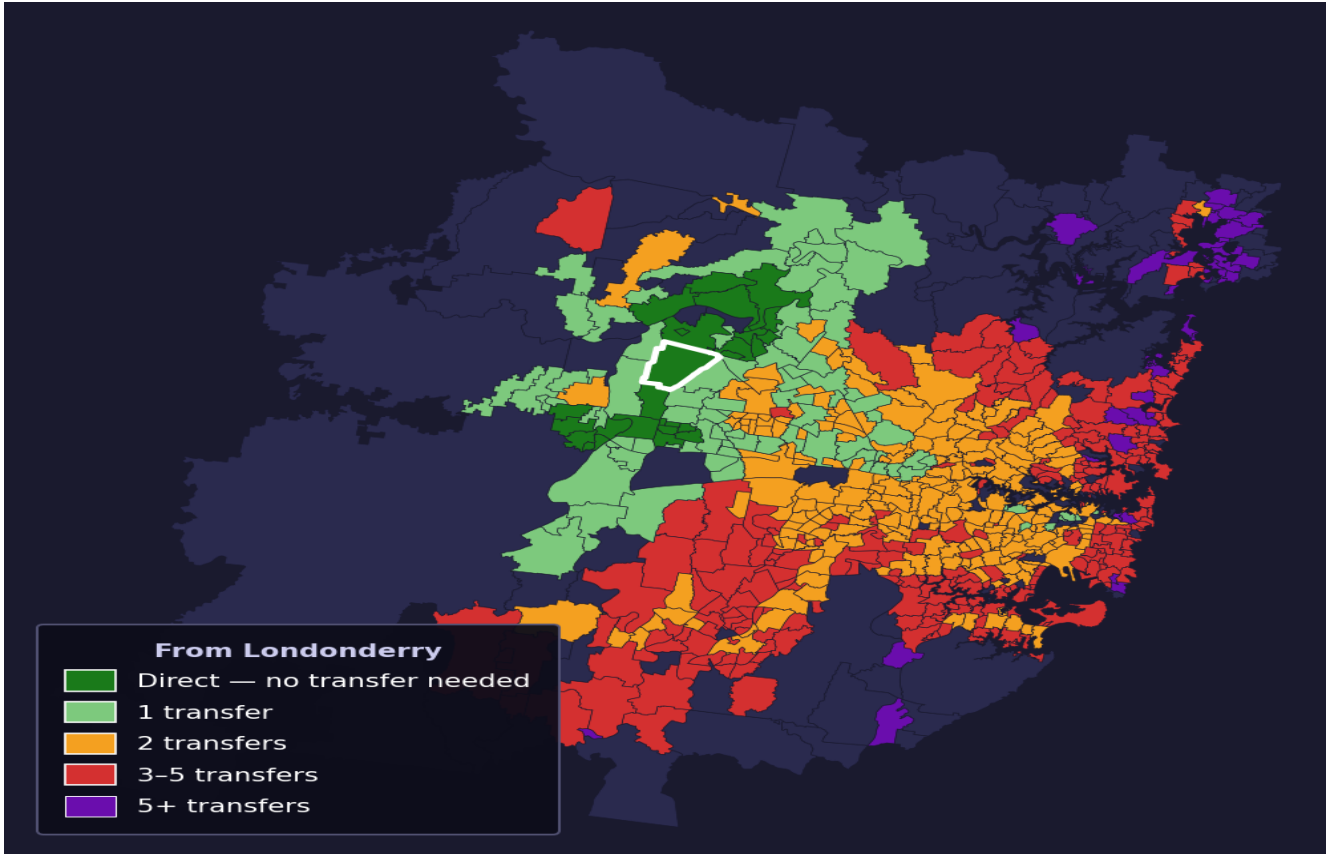 From Londonderry
Direct — no transfer needed
1 transfer
2 transfers
3–5 transfers
5+ transfers